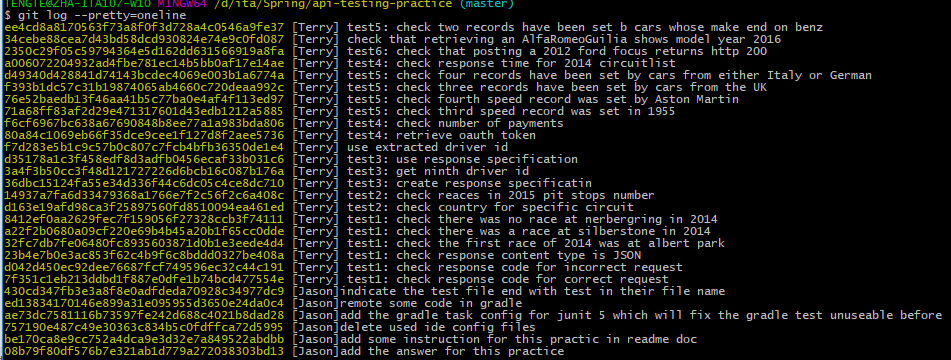 TENGTE@ZHA-ITA107-W10 MINGW64 /d/ita/Spring/api-testing-practice (master)
$ git log --pretty=oneline
ee4cd8a8170563f73a8f0f3d728a4c0546a9fe37 [Terry] test5: check two records have been set b cars whose make end on benz
34cebe88cea7d43bd58dcd930824e74e9c0fd087 [Terry] test3: check that retrieving an AlfaRomeoGuilia shows model year 2016
2350c29f05c59794364e5d162dd631566919a8fa [Terry] test6: check that posting a 2012 ford focus returns http 200
a006072204932ad4fbe781ec14b5bb0af17e14ae [Terry] test4: check response time for 2014 circuitlist
d49340d428841d74143bcdec4069e003b1a6774a [Terry] test5: check four records have been set by cars from either Italy or German
f393b1dc57c31b19874065ab4660c720deaa992c [Terry] test5: check three records have been set by cars from the UK
76e52baedb13f46aa41b5c77ba0e4af4f113ed97 [Terry] test5: check fourth speed record was set by Aston Martin
71a68ff83af2d29e471317601d43edb1212a5885 [Terry] test5: check third speed record was set in 1955
f6cf6967bc638a67690848b8ee77a1a983bda806 [Terry] test4: check number of payments
80a84c1069eb66f35dce9cee1f127d8f2aee5736 [Terry] test4: retrieve oauth token
f7d283e5b1c9c57b0c807c7fcb4bfb36350de1e4 [Terry] use extracted driver id
d35178a1c3f458edf8d3adfb0456ecaf33b031c6 [Terry] test3: use response specification
3a4f3b50cc3f48d121727226d6bcb16c087b176a [Terry] test3: get ninth driver id
36dbc15124fa55e34d336f44c6dc05c4ce8dc710 [Terry] test3: create response specificatin
14937a7fa6d33479368a1766e7f2c56f2c6a408c [Terry] test2: check reaces in 2015 pit stops number
d163e19afd98ca3f25897560fd8510094ea461ed [Terry] test2: check country for specific circuit
8412ef0aa2629fec7f159056f27328ccb3f74111 [Terry] test1: check there was no race at nerbergring in 2014
a22f2b0680a09cf220e69b4b45a20b1f65cc0dde [Terry] test1: check there was a race at silberstone in 2014
32fc7db7fe06480fc8935603871d0b1e3eede4d4 [Terry] test1: check the first race of 2014 was at albert park
23b4e7b0e3ac853f62c4b9f6c8bddd0327be408a [Terry] test1: check response content type is JSON
d042d450ec92dee76687fcf749596ec32c44c191 [Terry] test1: check response code for incorrect request
7f351c1eb213ddbd1f887e0dfe1b74bcd477554e [Terry] test1: check response code for correct request
430cd347fb3e3a8f8e0adfdeda70928c34977dc9 [Jason]indicate the test file end with test in their file name
ed13834170146e899a31e095955d3650e24da0c4 [Jason]remote some code in gradle
ae73dc7581116b73597fe242d688c4021b8dad28 [Jason]add the gradle task config for junit 5 which will fix the gradle test unuseable before
757190e487c49e30363c834b5c0fdffca72d5995 [Jason]delete used ide config files
be170ca8e9cc752a4dca9e3d32e7a849522abdbb [Jason]add some instruction for this practic in readme doc
08b79f80df576b7e321ab1d779a272038303bd13 [Jason]add the answer for this practice